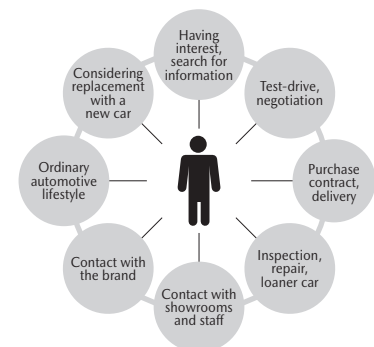 Having
interest,
search for
information
Test-drive,
negotiation
Purchase
contract,
delivery
Inspection,
repair,
loaner car
Contact with
showrooms
and staff
Contact with
the brand
Ordinary
automotive
lifestyle
Considering
replacement
with a
new car